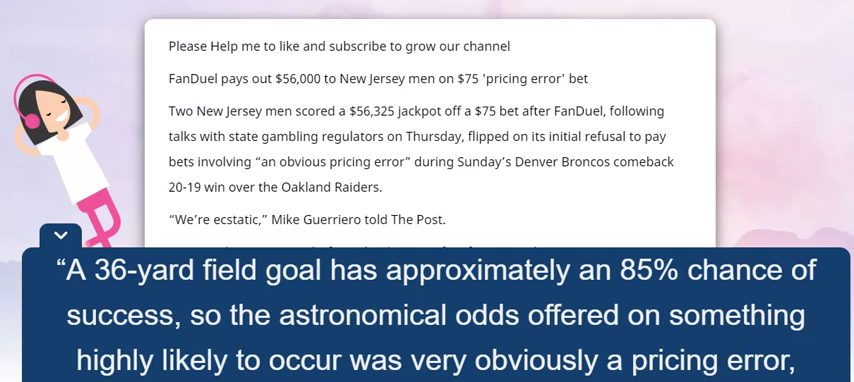 Please Help me to like and subscribe to grow our channel
FanDuel pays out $56,000 to New Jersey men on $75 'pricing error' bet
Two New Jersey men scored a $56,325 jackpot off a $75 bet after FanDuel, following
talks with state gambling regulators on Thursday, flipped on its initial refusal to pay
bets involving “an obvious pricing error” during Sunday’s Denver Broncos comeback
20-19 win over the Oakland Raiders.
“We’re ecstatic,” Mike Guerriero told The Post.
“A 36-yard field goal has approximately an 85% chance of
success, so the astronomical odds offered on something
highly likely to occur was very obviously a pricing error,